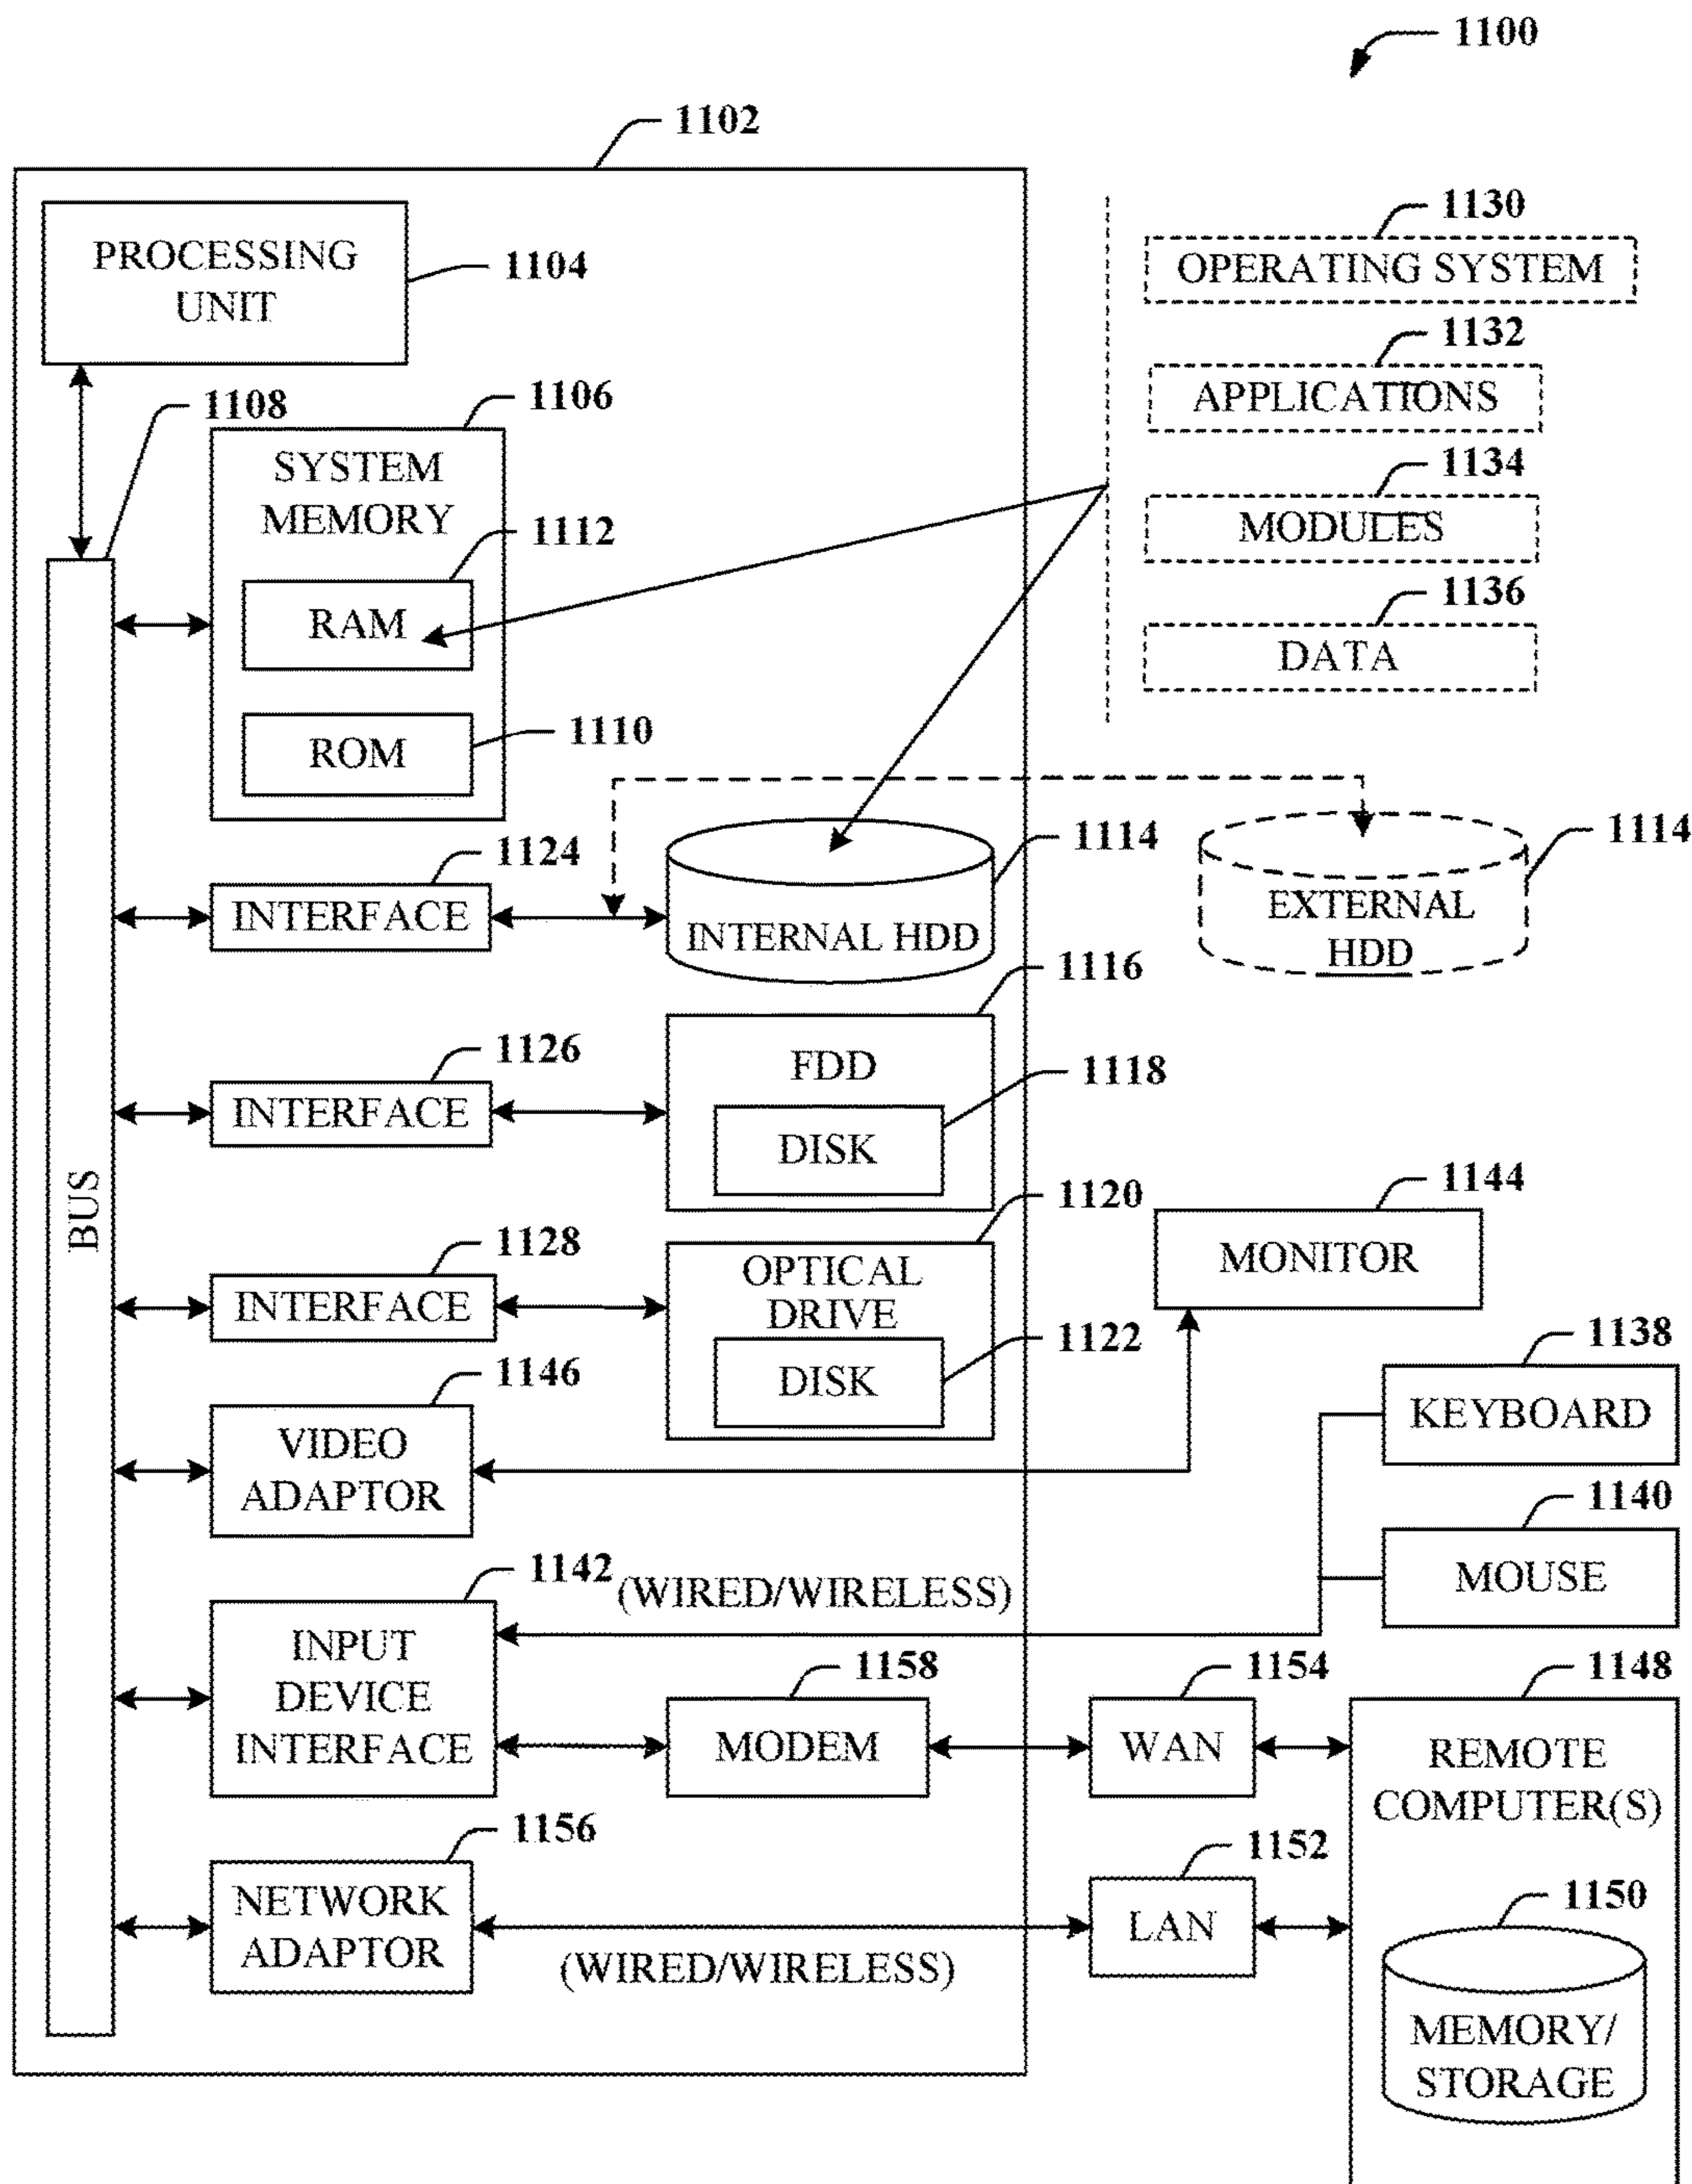 1100
1102
PROCESSING
UNIT
1104
1130
OPERATING SYSTEM
1132
APPLICATIONS
1134
MODULES
1136
DATA
1108
1106
SYSTEM
MEMORY
1112
RAM
1110
ROM
1124
INTERFACE
1114
INTERNAL HDD
1114
EXTERNAL
HDD
1116
FDD
1126
INTERFACE
1118
DISK
BUS
1120
OPTICAL
DRIVE
1128
INTERFACE
1122
DISK
1144
MONITOR
1146
VIDEO
ADAPTOR
1138
KEYBOARD
1140
MOUSE
1142
(WIRED/WIRELESS)
INPUT
DEVICE
INTERFACE
1158
MODEM
1154
WAN
1148
REMOTE
COMPUTER(S)
1156
NETWORK
ADAPTOR
(WIRED/WIRELESS)
1152
LAN
1150
MEMORY/
STORAGE